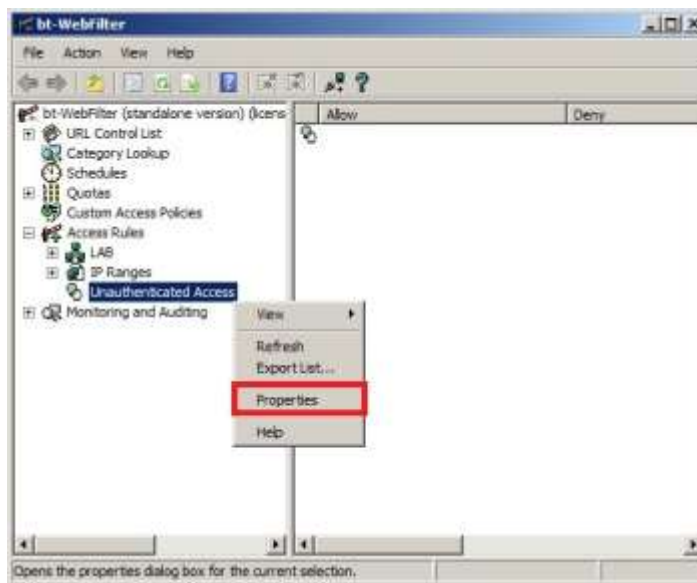 bt-WebFilter
File Action View Help
bt-WebFilter (standalone version) (licens
Allow Deny
URL Control List
Category Lookup
Schedules
Quotas
Custom Access Policies
Access Rules
LAB
IP Ranges
Unauthenticated Access
Monitoring and Auditing
View
Refresh
Export List...
Properties
Help
Opens the properties dialog box for the current selection.